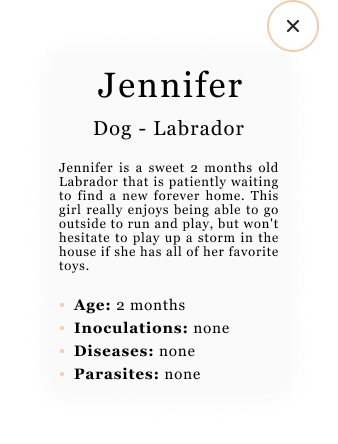 Jennifer
Dog - Labrador
Jennifer is a sweet 2 months old
Labrador that is patiently waiting
to find a new forever home. This
girl really enjoys being able to go
outside to run and play, but won't
hesitate to play up a storm in the
house if she has all of her favorite
toys.
• Age: 2 months
• Inoculations: none
• Diseases: none
• Parasites: none